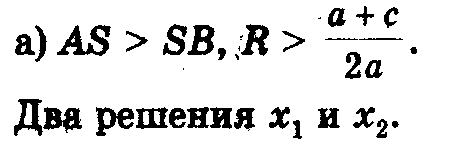 а) AS > SB, R > (a + c)/(2a).
Два решения x₁ и x₂.